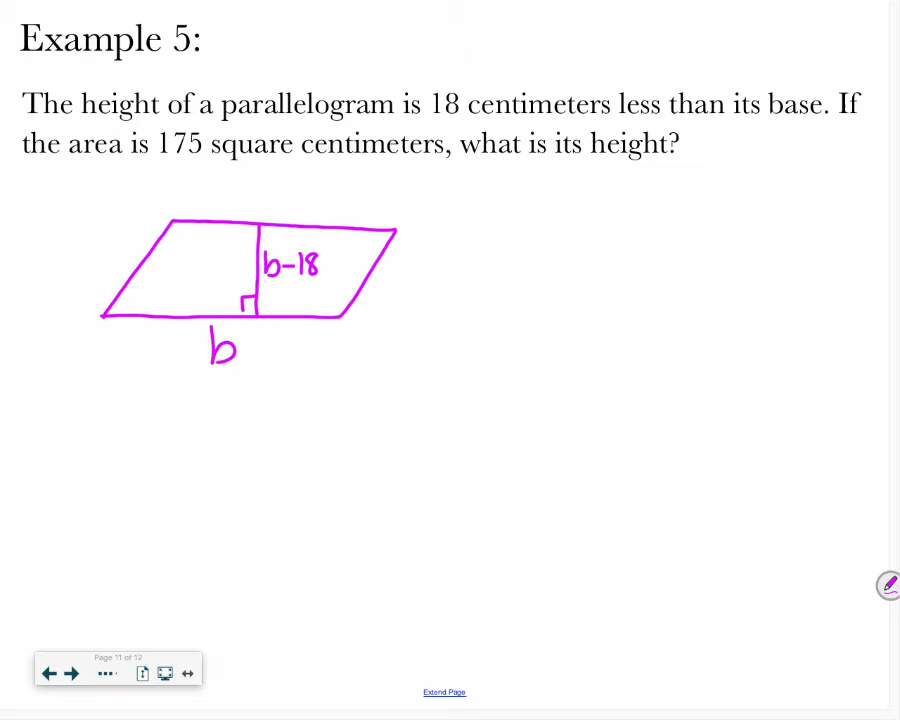 Example 5:
The height of a parallelogram is 18 centimeters less than its base. If
the area is 175 square centimeters, what is its height?
b-18
b
Page 11 of 12
Extend Page